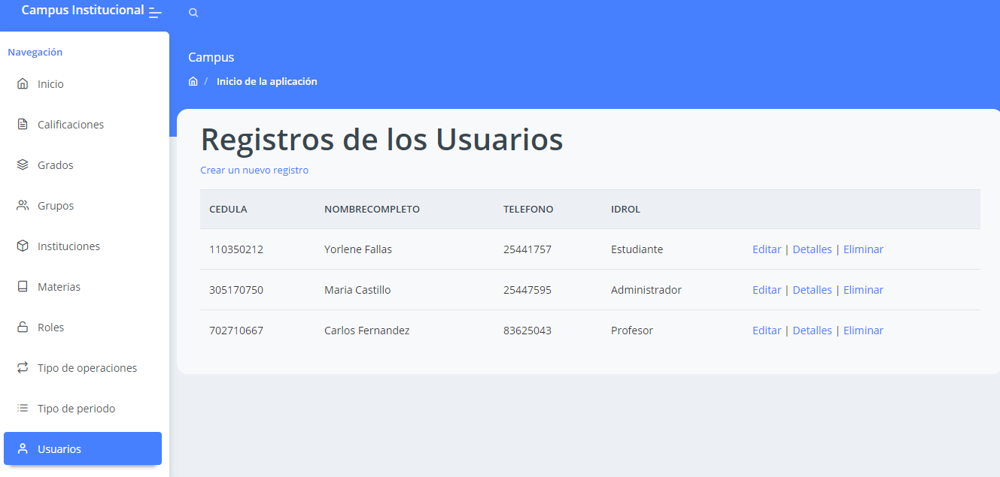 Campus Institucional
Navegación
Inicio
Calificaciones
Grados
Grupos
Instituciones
Materias
Roles
Tipo de operaciones
Tipo de periodo
Usuarios
Campus
/ Inicio de la aplicación
Registros de los Usuarios
Crear un nuevo registro
CEDULA NOMBRECOMPLETO TELEFONO IDROL
110350212 Yorlene Fallas 25441757 Estudiante Editar | Detalles | Eliminar
305170750 Maria Castillo 25447595 Administrador Editar | Detalles | Eliminar
702710667 Carlos Fernandez 83625043 Profesor Editar | Detalles | Eliminar